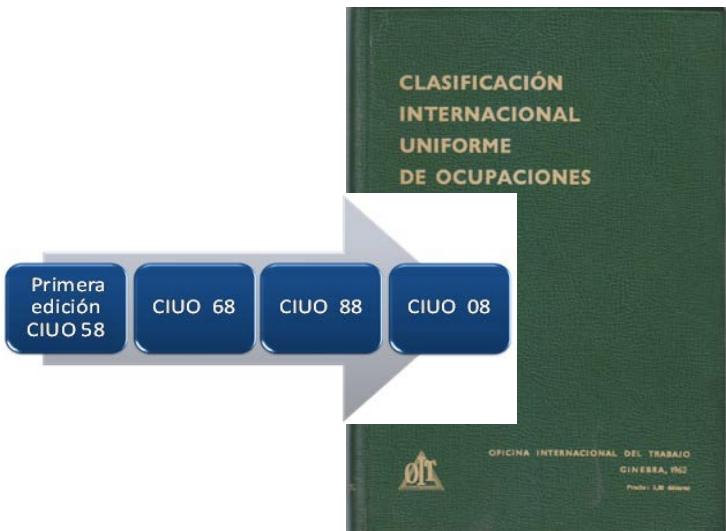 CLASIFICACIÓN
INTERNACIONAL
UNIFORME
DE OCUPACIONES
Primera
edición
CIUO 58
CIUO 68
CIUO 88
CIUO 08
OFICINA INTERNACIONAL DEL TRABAJO
GINEBRA, 1962
OIT